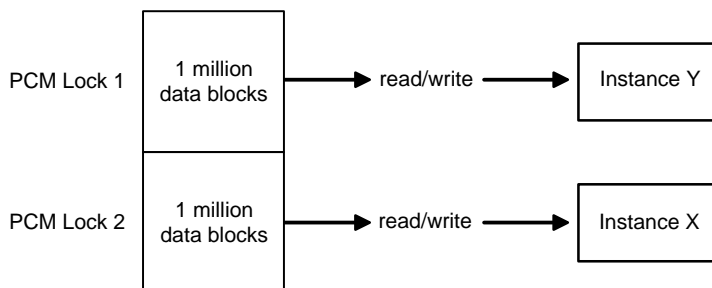 PCM Lock 1
1 million
data blocks
read/write
Instance Y
PCM Lock 2
1 million
data blocks
read/write
Instance X